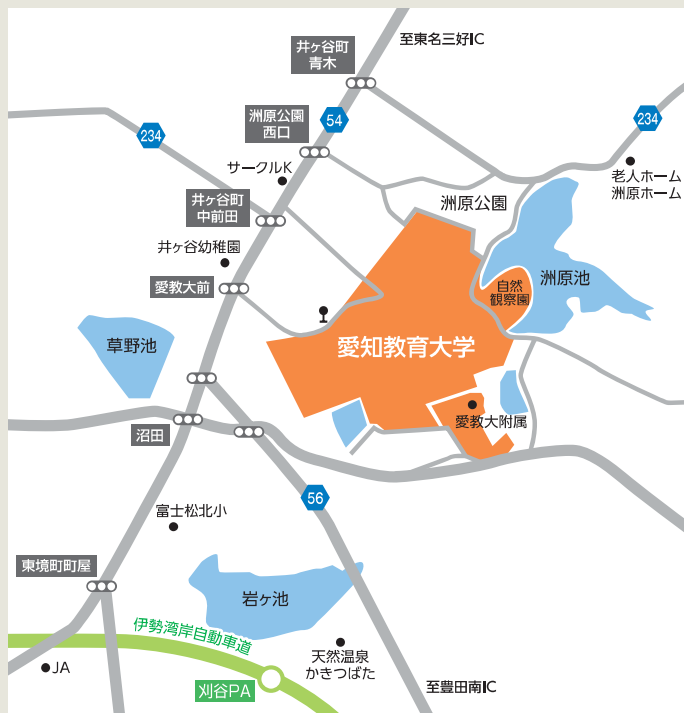 至東名三好IC
井ヶ谷町
青木
洲原公園
西口
54
234
234
サークルK
老人ホーム
洲原ホーム
井ヶ谷町
中前田
洲原公園
井ヶ谷幼稚園
愛教大前
自然
観察園
洲原池
草野池
愛知教育大学
愛教大附属
沼田
56
富士松北小
東境町町屋
岩ヶ池
伊勢湾岸自動車道
天然温泉
かきつばた
JA
刈谷PA
至豊田南IC